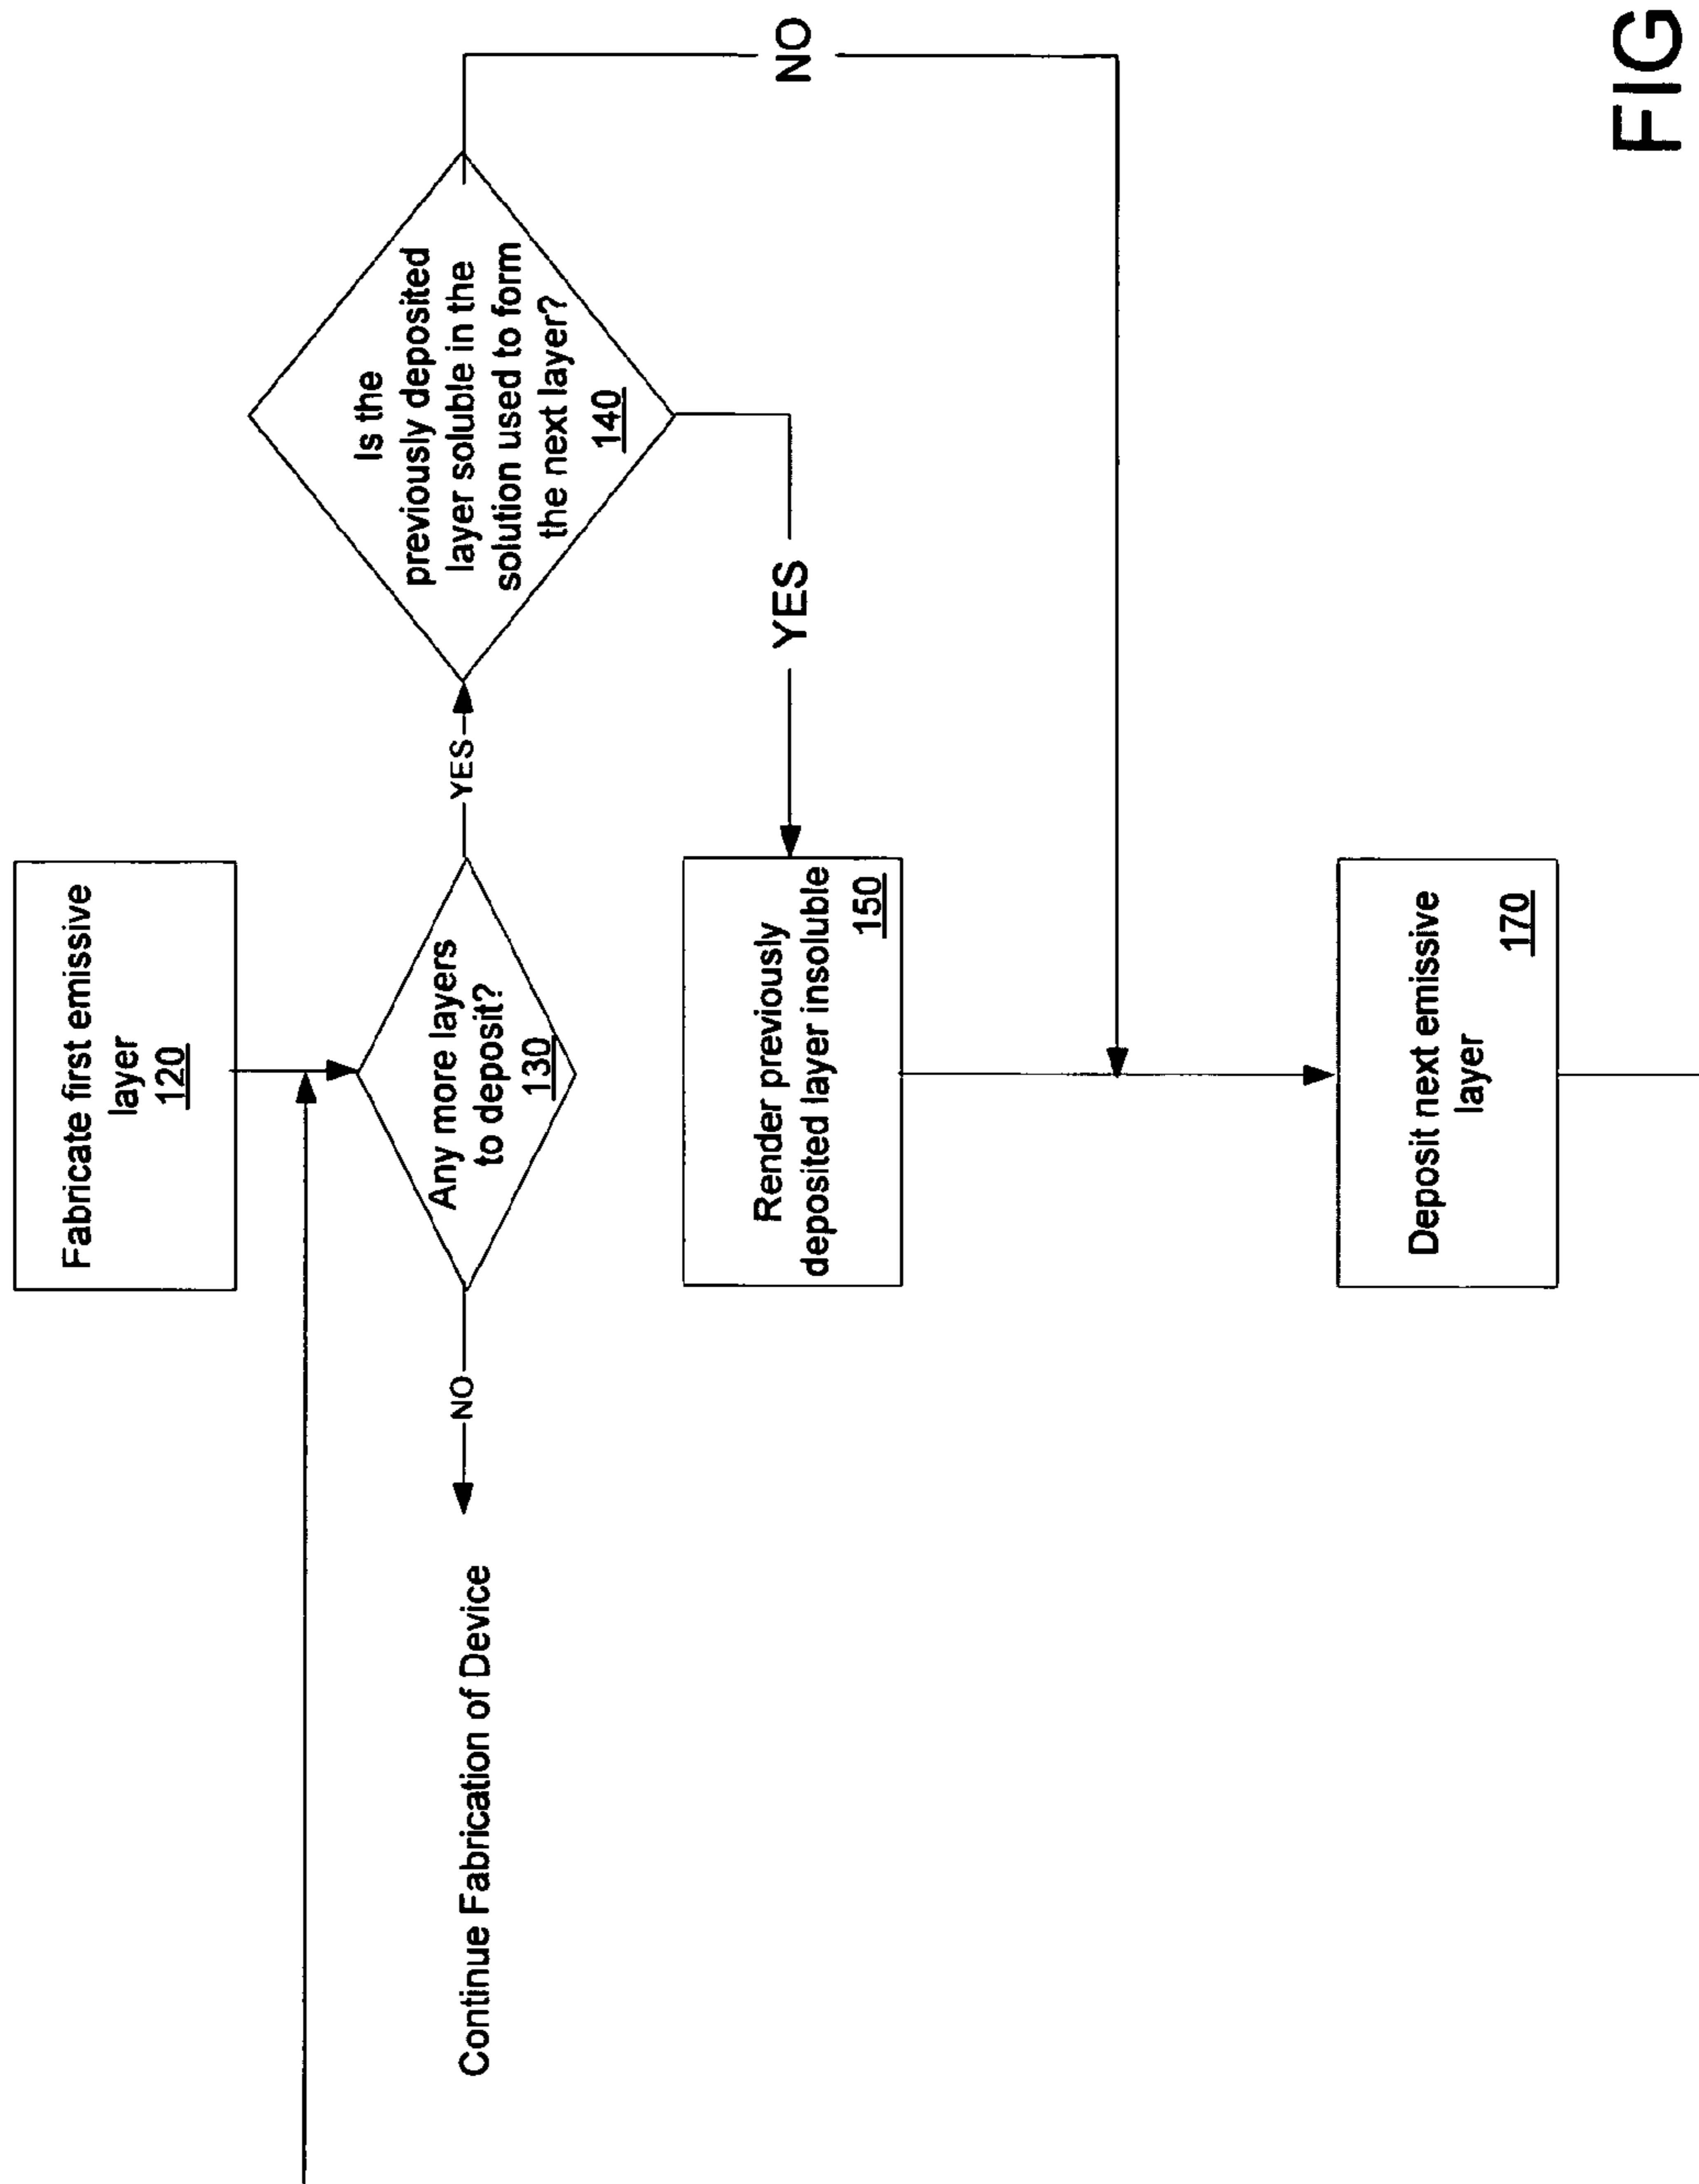 Fabricate first emissive
layer
120
Any more layers
to deposit?
130
YES
NO
Continue Fabrication of Device
Is the
previously deposited
layer soluble in the
solution used to form
the next layer?
140
NO
YES
Render previously
deposited layer insoluble
150
Deposit next emissive
layer
170
FIG